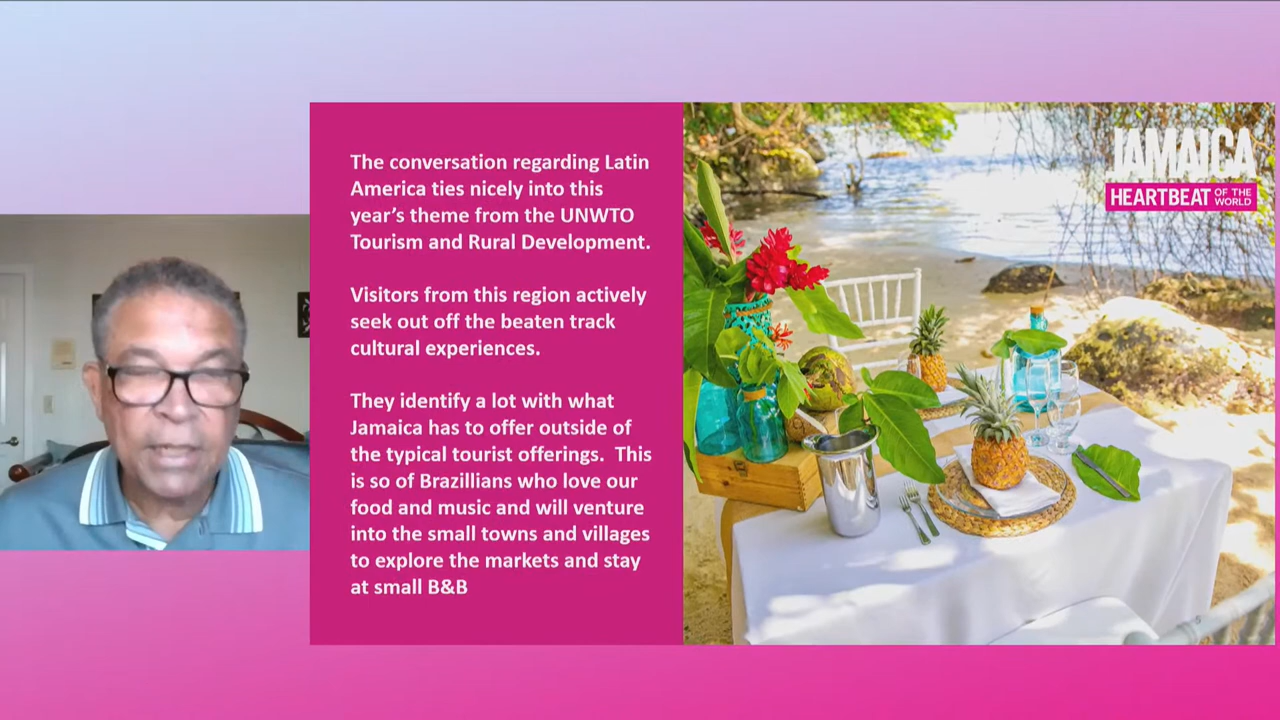 The conversation regarding Latin
America ties nicely into this
year's theme from the UNWTO
Tourism and Rural Development.
Visitors from this region actively
seek out off the beaten track
cultural experiences.
They identify a lot with what
Jamaica has to offer outside of
the typical tourist offerings.  This
is so of Brazillians who love our
food and music and will venture
into the small towns and villages
to explore the markets and stay
at small B&B
JAMAICA
HEARTBEAT OF THE WORLD